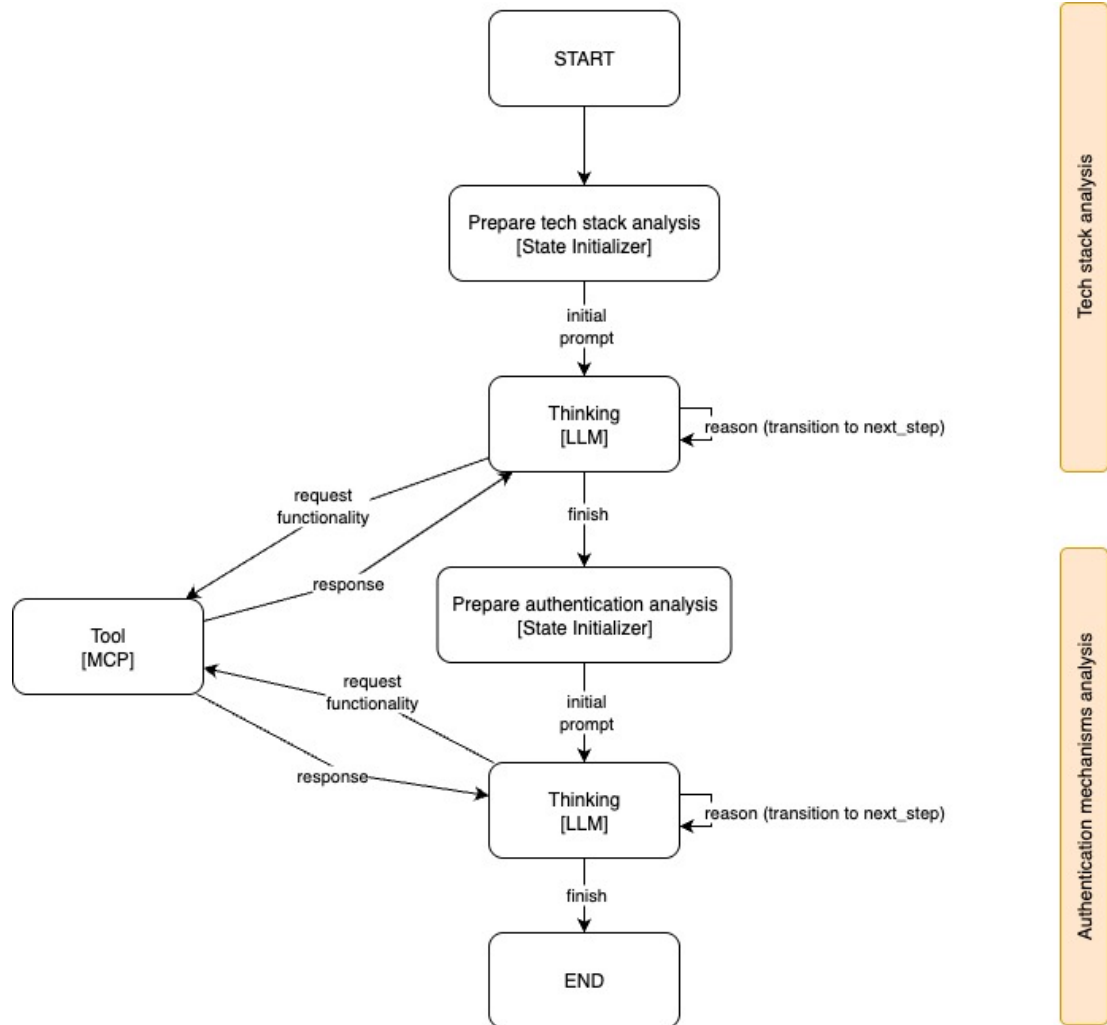 START
Prepare tech stack analysis
[State Initializer]
initial
prompt
Thinking
[LLM]
reason (transition to next_step)
request
functionality
finish
response
Prepare authentication analysis
[State Initializer]
Tool
[MCP]
request
functionality
initial
prompt
response
Thinking
[LLM]
reason (transition to next_step)
finish
END
Tech stack analysis
Authentication mechanisms analysis